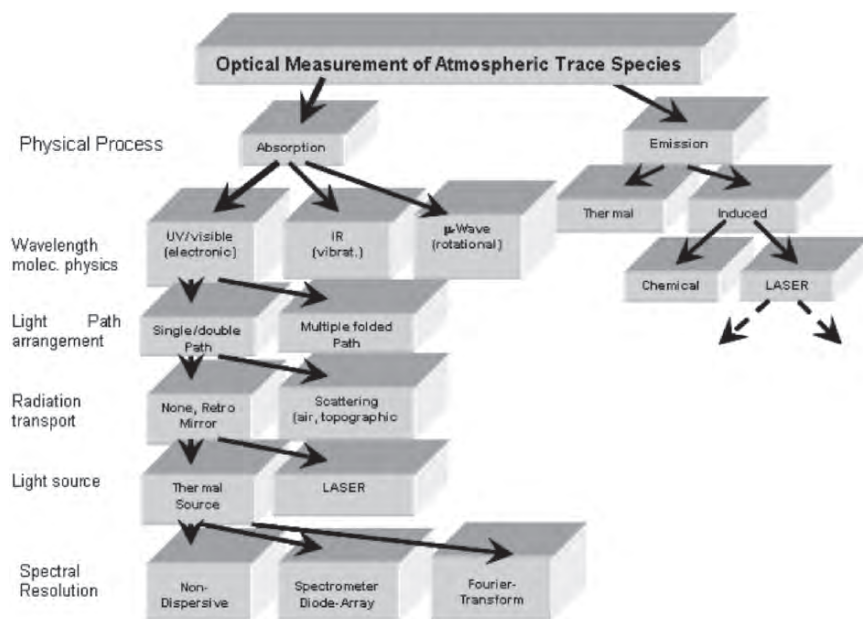 Optical Measurement of Atmospheric Trace Species
Physical Process
Absorption
Emission
Wavelength
molec. physics
UV/visible
(electronic)
IR
(vibrat.)
µ-Wave
(rotational)
Thermal
Induced
Chemical
LASER
Light Path
arrangement
Single/double
Path
Multiple folded
Path
Radiation
transport
None, Retro
Mirror
Scattering
(air, topographic
Light source
Thermal
Source
LASER
Spectral
Resolution
Non-
Dispersive
Spectrometer
Diode-Array
Fourier-
Transform